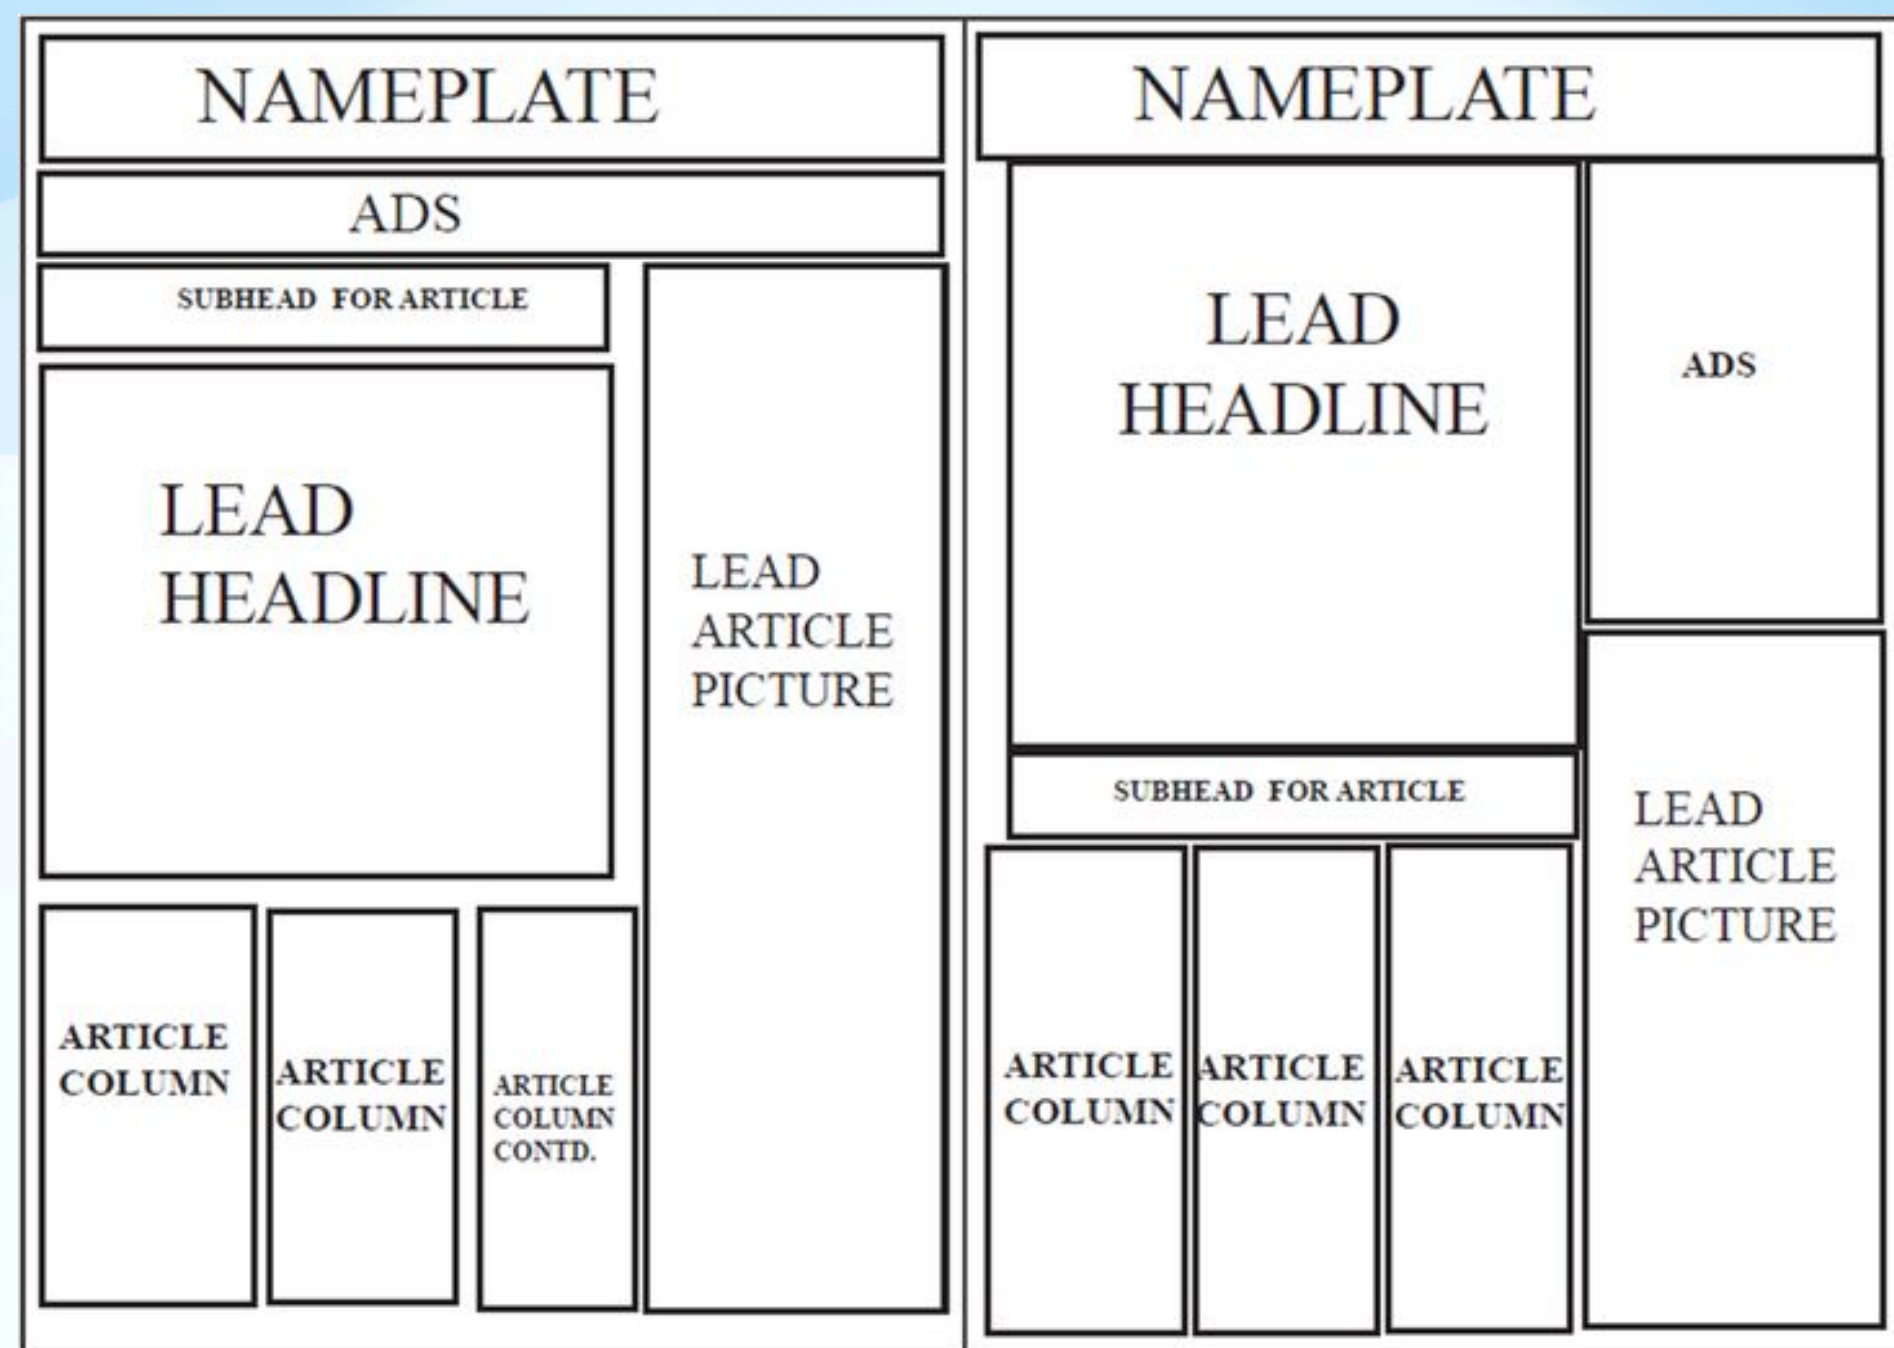 NAMEPLATE
ADS
SUBHEAD FOR ARTICLE
LEAD
HEADLINE
LEAD
ARTICLE
PICTURE
ARTICLE
COLUMN
ARTICLE
COLUMN
ARTICLE
COLUMN
CONTD.
NAMEPLATE
LEAD
HEADLINE
ADS
SUBHEAD FOR ARTICLE
LEAD
ARTICLE
PICTURE
ARTICLE
COLUMN
ARTICLE
COLUMN
ARTICLE
COLUMN